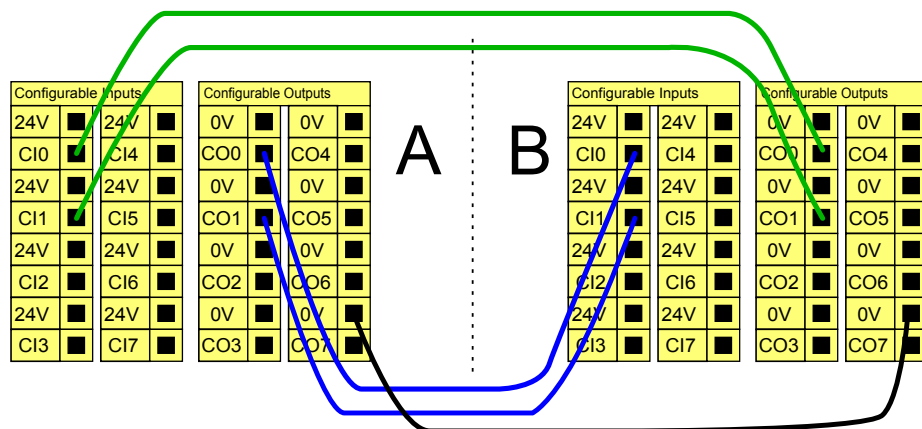 Configurable Inputs
24V 24V
CI0 CI4
24V 24V
CI1 CI5
24V 24V
CI2 CI6
24V 24V
CI3 CI7
Configurable Outputs
0V 0V
CO0 CO4
0V 0V
CO1 CO5
0V 0V
CO2 CO6
0V 0V
CO3 CO7
A
B
Configurable Inputs
24V 24V
CI0 CI4
24V 24V
CI1 CI5
24V 24V
CI2 CI6
24V 24V
CI3 CI7
Configurable Outputs
0V 0V
CO0 CO4
0V 0V
CO1 CO5
0V 0V
CO2 CO6
0V 0V
CO3 CO7